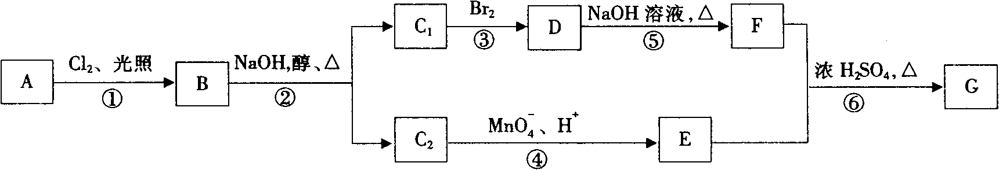 A
Cl₂、光照
①
B
NaOH,醇、△
②
C₁
Br₂
③
D
NaOH 溶液,△
⑤
F
C₂
MnO₄⁻、H⁺
④
E
浓 H₂SO₄,△
⑥
G